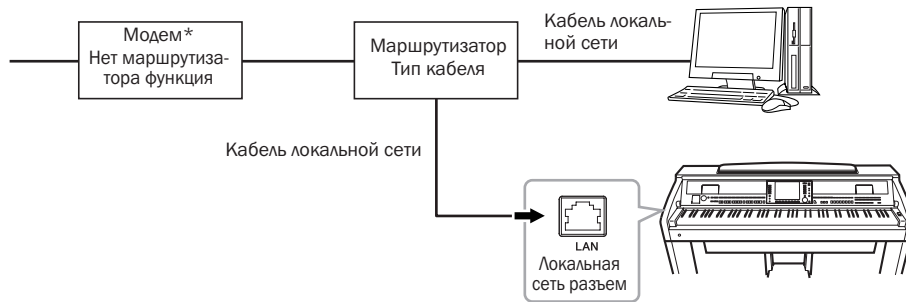 Модем*
Нет маршрутиза-
тора функция
Маршрутизатор
Тип кабеля
Кабель локаль-
ной сети
Кабель локальной сети
LAN
Локальная
сеть разъем